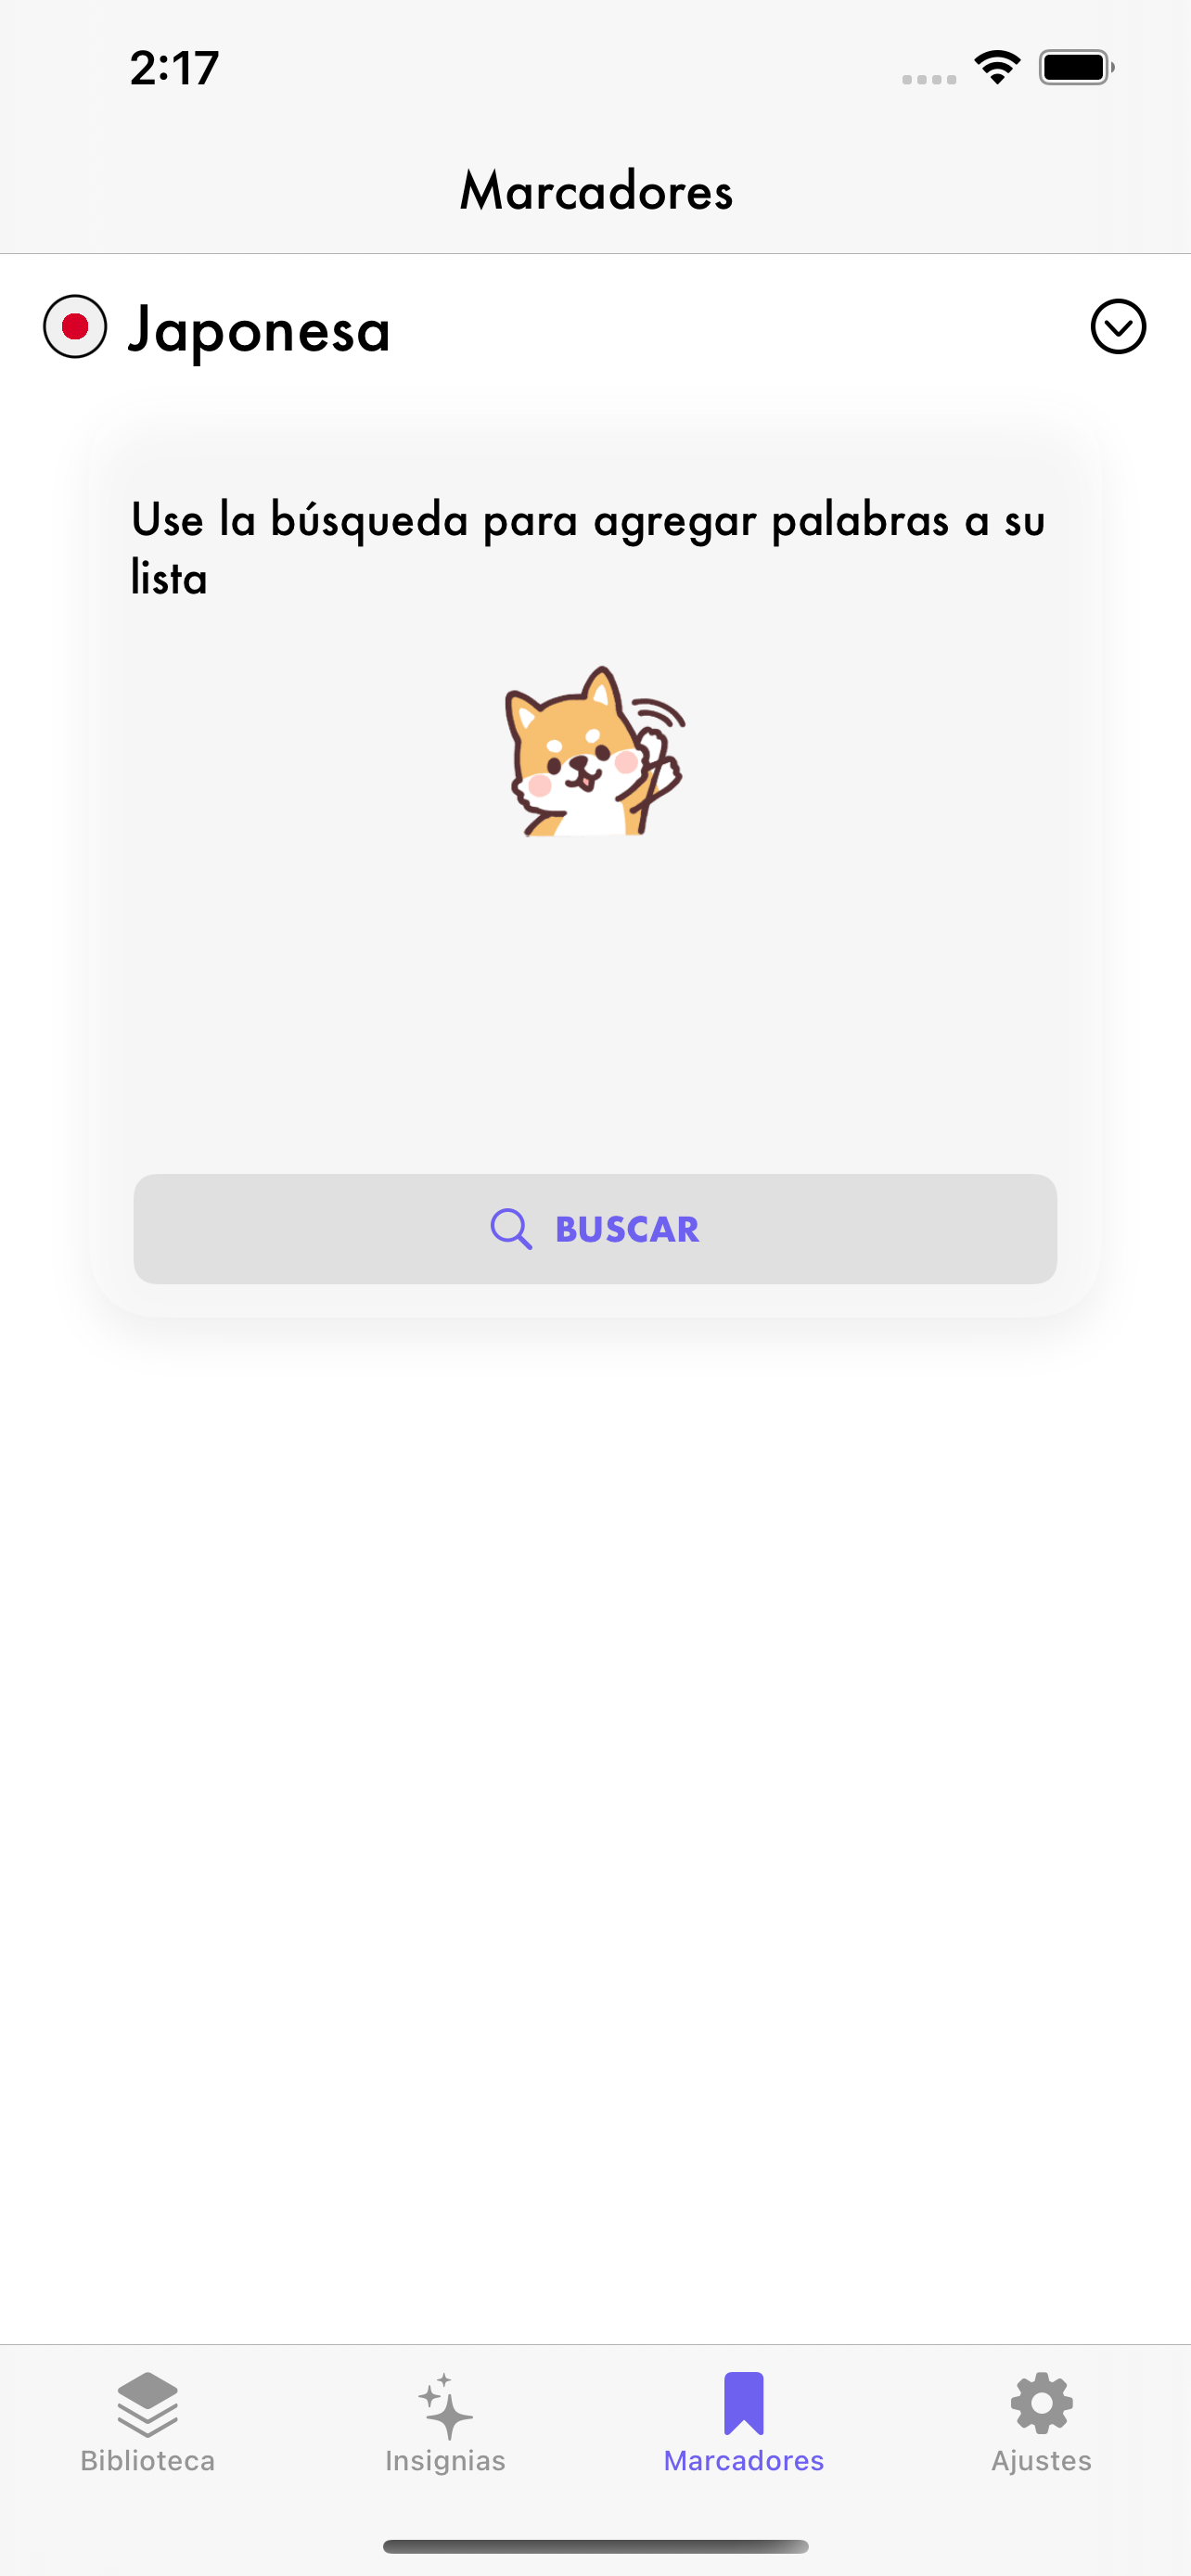 2:17
Marcadores
Japonesa
Use la búsqueda para agregar palabras a su
lista
BUSCAR
Biblioteca
Insignias
Marcadores
Ajustes